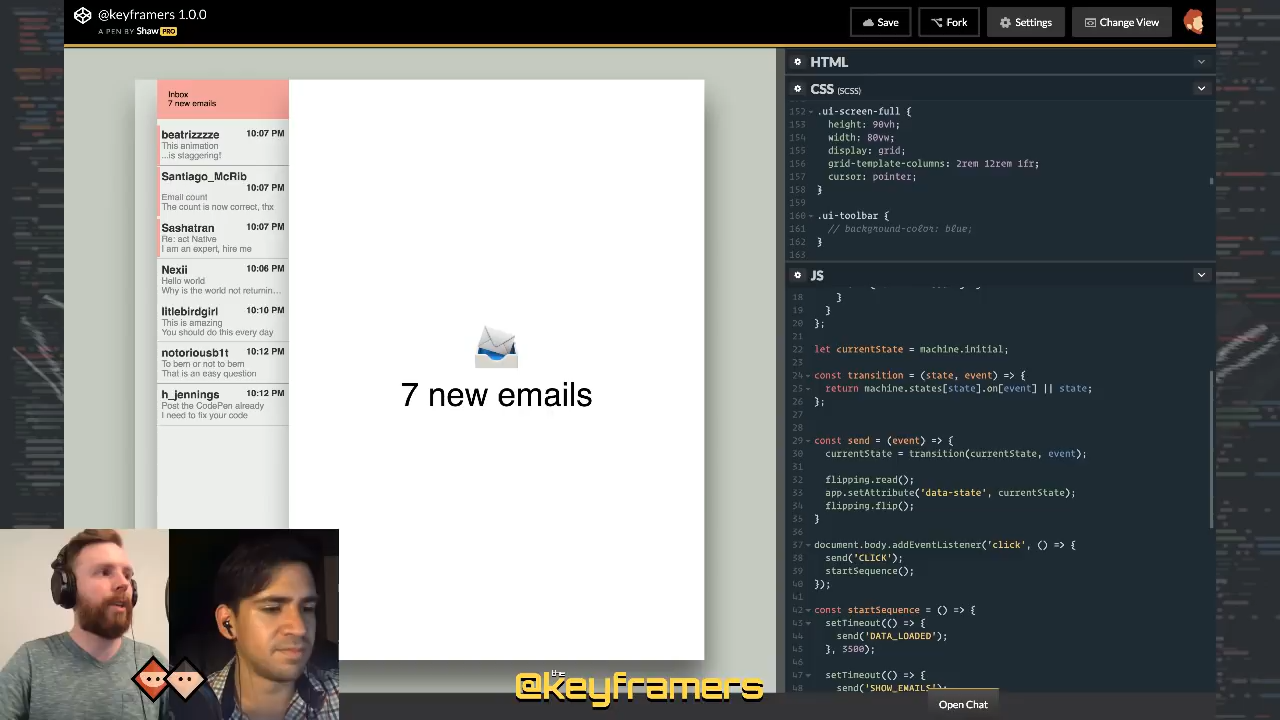 @keyframers 1.0.0
A PEN BY Shaw PRO
Save
Fork
Settings
Change View
Inbox
7 new emails
beatrizzzze 10:07 PM
This animation
...is staggering!
Santiago_McRib
10:07 PM
Email count
The count is now correct, thx
Sashatran 10:07 PM
Re: act Native
I am an expert, hire me
Nexii 10:06 PM
Hello world
Why is the world not returnin...
litlebirdgirl 10:10 PM
This is amazing
You should do this every day
notoriousb1t 10:12 PM
To bem or not to bem
That is an easy question
h_jennings 10:12 PM
Post the CodePen already
I need to fix your code
7 new emails
HTML
CSS (SCSS)
152 .ui-screen-full {
153 height: 90vh;
154 width: 80vw;
155 display: grid;
156 grid-template-columns: 2rem 12rem 1fr;
157 cursor: pointer;
158 }
159
160 .ui-toolbar {
161 // background-color: blue;
162 }
163
JS
18 }
19 }
20 };
21
22 let currentState = machine.initial;
23
24 const transition = (state, event) => {
25 return machine.states[state].on[event] || state;
26 };
27
28
29 const send = (event) => {
30 currentState = transition(currentState, event);
31
32 flipping.read();
33 app.setAttribute('data-state', currentState);
34 flipping.flip();
35 }
36
37 document.body.addEventListener('click', () => {
38 send('CLICK');
39 startSequence();
40 });
41
42 const startSequence = () => {
43 setTimeout(() => {
44 send('DATA_LOADED');
45 }, 3500);
46
47 setTimeout(() => {
48 send('SHOW_EMAILS');
the
@keyframers
Open Chat